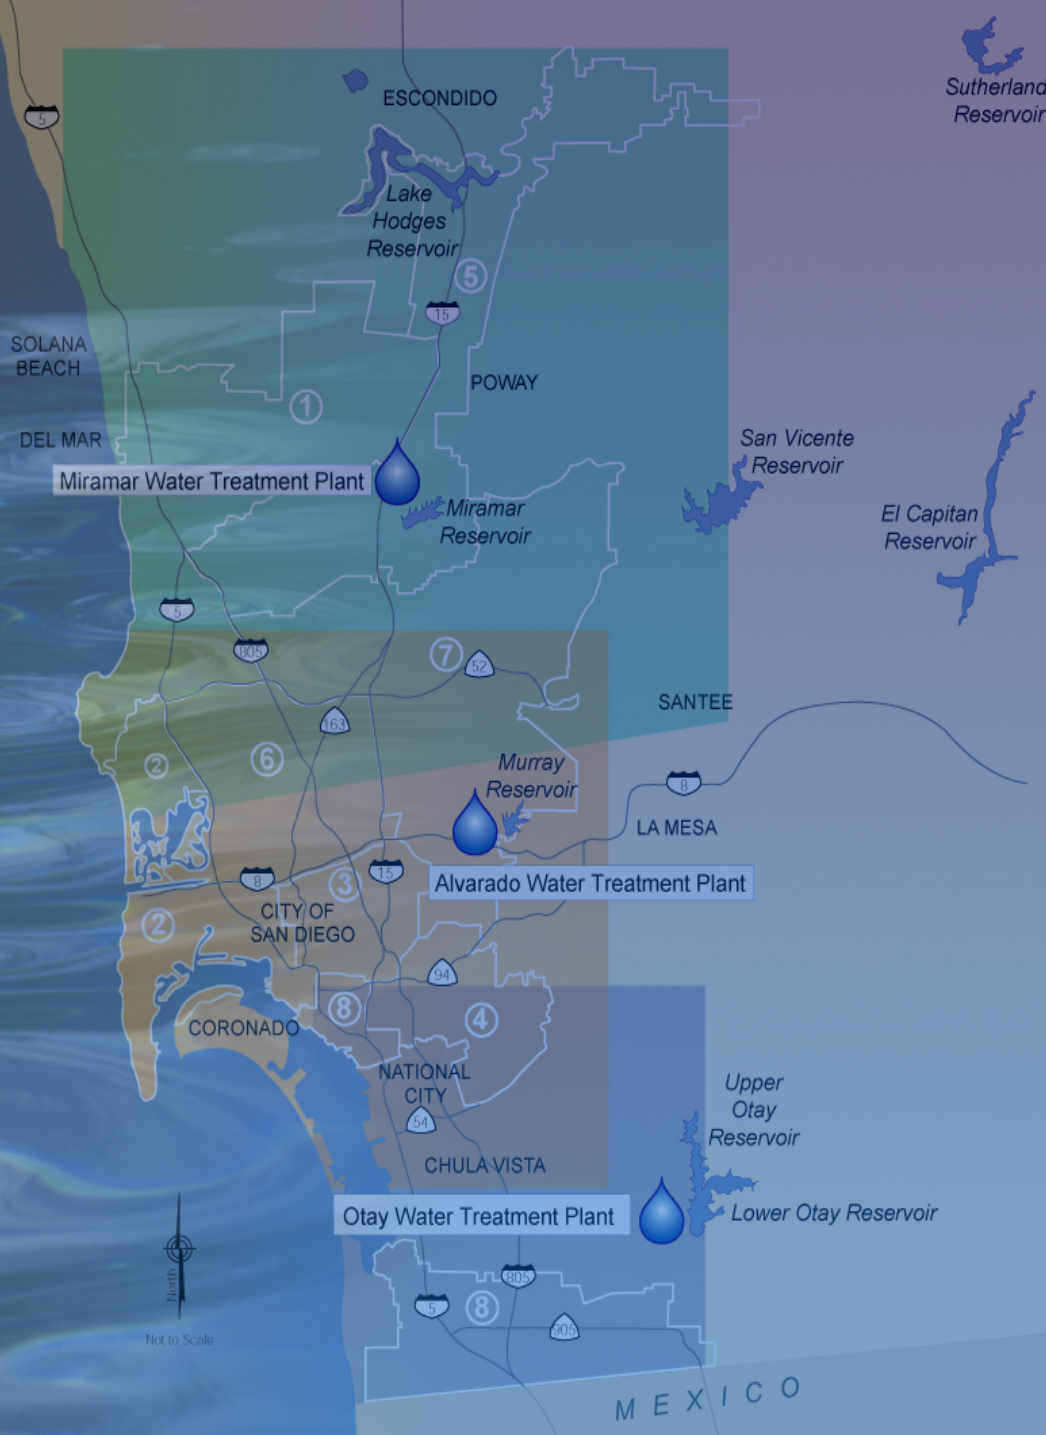 Sutherland
Reservoir
5
ESCONDIDO
Lake
Hodges
Reservoir
5
15
SOLANA
BEACH
POWAY
1
DEL MAR
San Vicente
Reservoir
Miramar Water Treatment Plant
Miramar
Reservoir
El Capitan
Reservoir
5
805
7
52
SANTEE
163
2
6
Murray
Reservoir
8
LA MESA
8
3
15
Alvarado Water Treatment Plant
2
CITY OF
SAN DIEGO
94
8
4
CORONADO
NATIONAL
CITY
54
Upper
Otay
Reservoir
CHULA VISTA
Otay Water Treatment Plant
Lower Otay Reservoir
North
Not to Scale
805
5
8
905
MEXICO